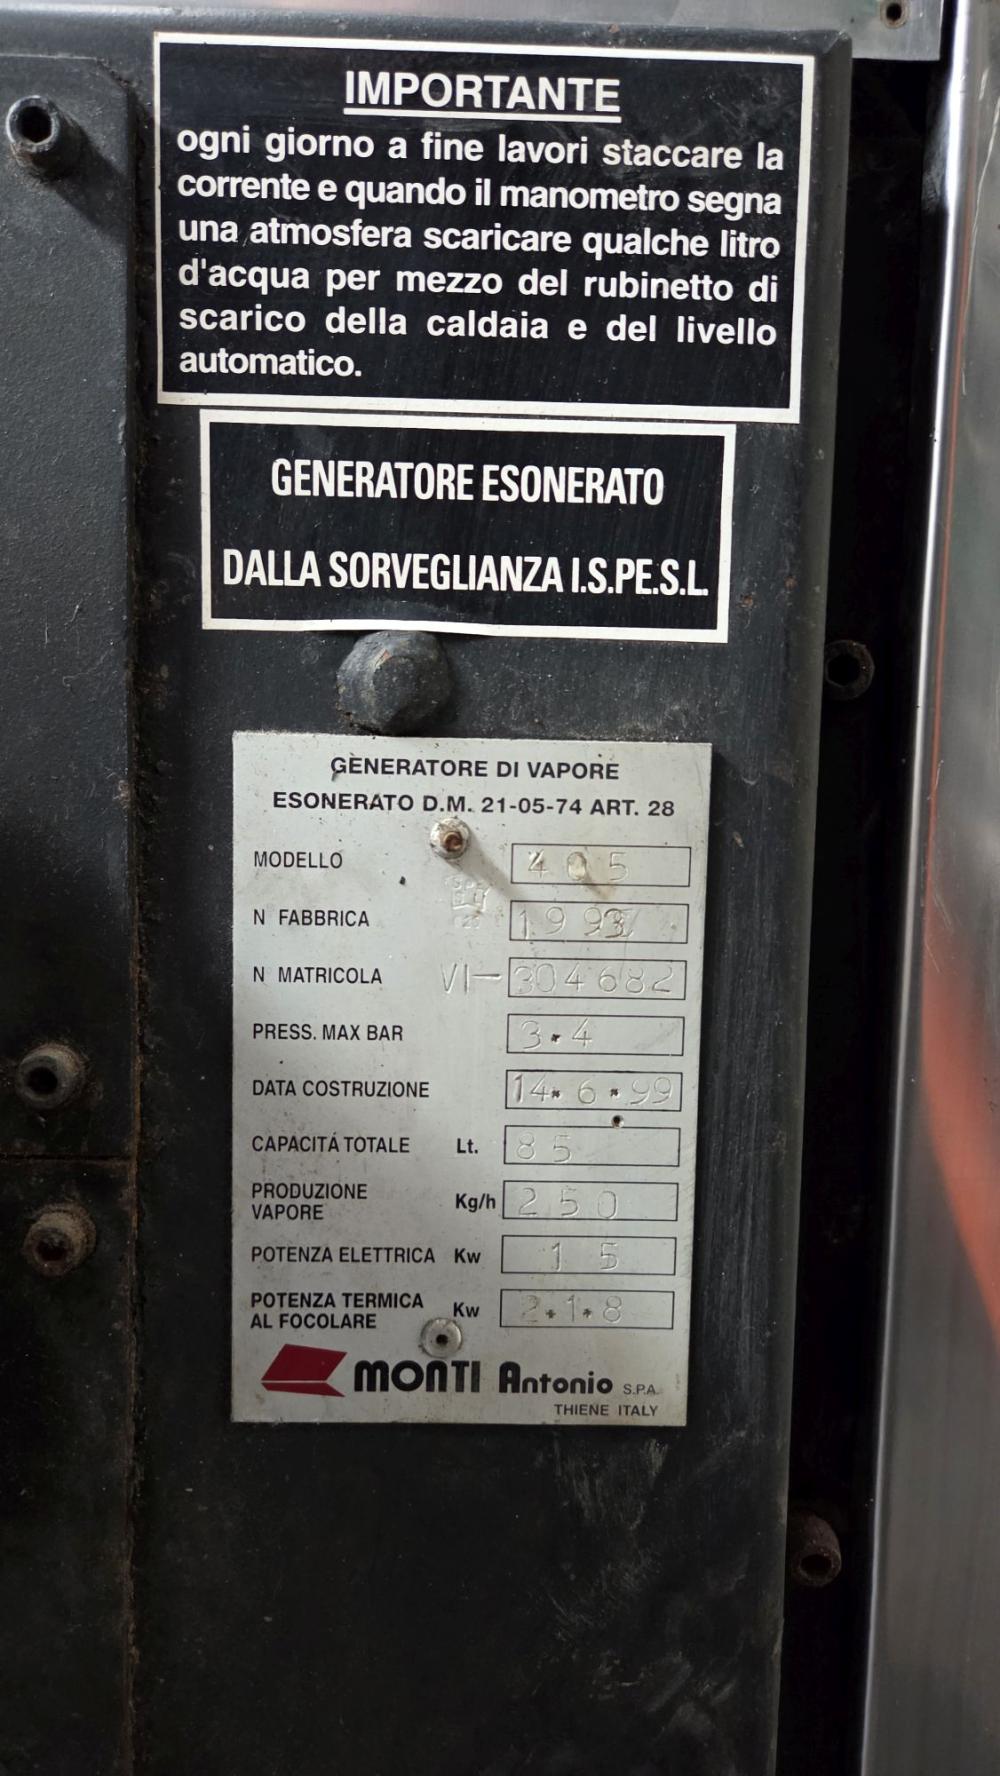 IMPORTANTE
ogni giorno a fine lavori staccare la
corrente e quando il manometro segna
una atmosfera scaricare qualche litro
d'acqua per mezzo del rubinetto di
scarico della caldaia e del livello
automatico.
GENERATORE ESONERATO
DALLA SORVEGLIANZA I.S.PE.S.L.
GENERATORE DI VAPORE
ESONERATO D.M. 21-05-74 ART. 28
MODELLO 405
N FABBRICA
N MATRICOLA VI-304682
PRESS. MAX BAR 3.4
DATA COSTRUZIONE 14.6.99
CAPACITÁ TOTALE Lt. 85
PRODUZIONE
VAPORE Kg/h 250
POTENZA ELETTRICA Kw 15
POTENZA TERMICA
AL FOCOLARE Kw 2.1.8
MONTI Antonio S.P.A.
THIENE ITALY